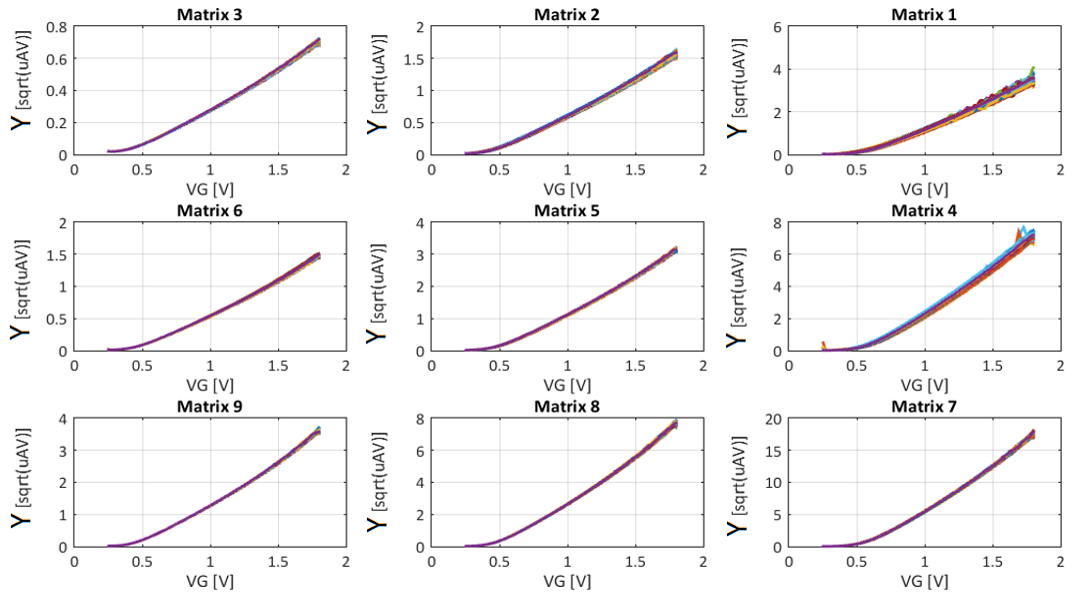 Matrix 3
Y [sqrt(uAV)]
0.8
0.6
0.4
0.2
0
0 0.5 1 1.5 2
VG [V]
Matrix 2
Y [sqrt(uAV)]
2
1.5
1
0.5
0
0 0.5 1 1.5 2
VG [V]
Matrix 1
Y [sqrt(uAV)]
6
4
2
0
0 0.5 1 1.5 2
VG [V]
Matrix 6
Y [sqrt(uAV)]
2
1.5
1
0.5
0
0 0.5 1 1.5 2
VG [V]
Matrix 5
Y [sqrt(uAV)]
4
3
2
1
0
0 0.5 1 1.5 2
VG [V]
Matrix 4
Y [sqrt(uAV)]
8
6
4
2
0
0 0.5 1 1.5 2
VG [V]
Matrix 9
Y [sqrt(uAV)]
4
3
2
1
0
0 0.5 1 1.5 2
VG [V]
Matrix 8
Y [sqrt(uAV)]
8
6
4
2
0
0 0.5 1 1.5 2
VG [V]
Matrix 7
Y [sqrt(uAV)]
20
15
10
5
0
0 0.5 1 1.5 2
VG [V]